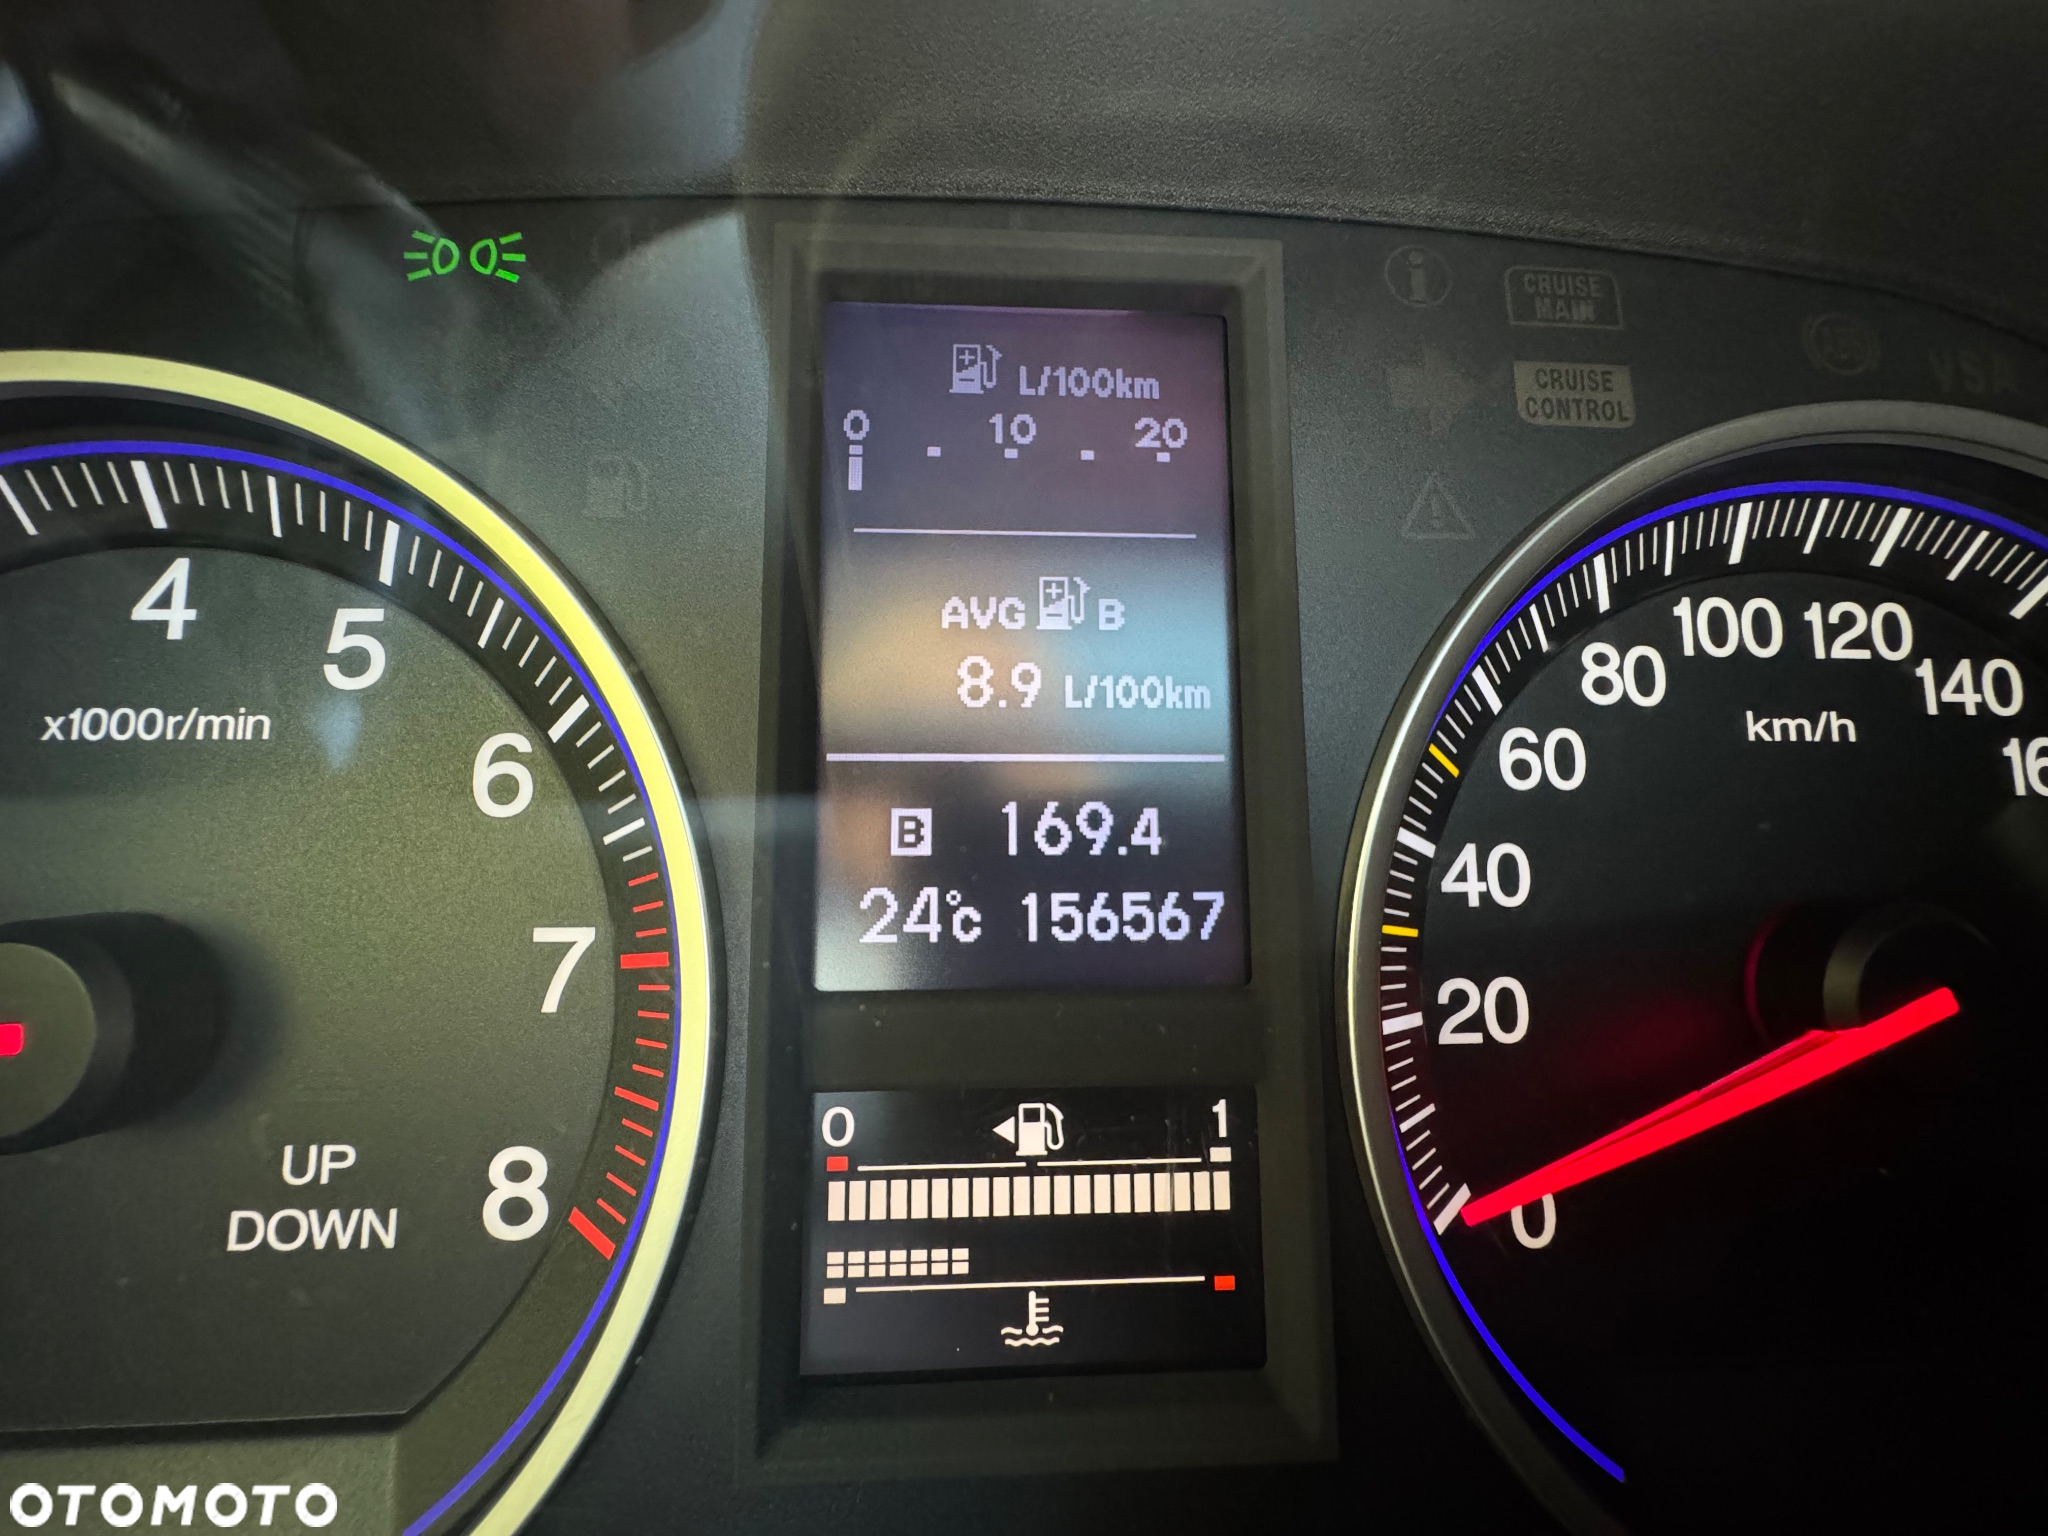 L/100km
0 10 20
AVG B
8.9 L/100km
B 169.4
24°C 156567
0 1
4
5
6
7
8
x1000r/min
UP
DOWN
CRUISE
MAIN
CRUISE
CONTROL
VSA
0
20
40
60
80
100
120
140
km/h
OTOMOTO